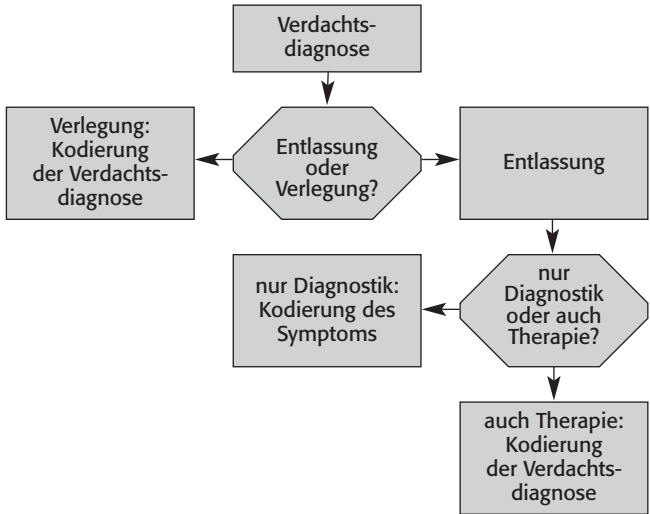 Verdachts-
diagnose
Verlegung:
Kodierung
der Verdachts-
diagnose
Entlassung
oder
Verlegung?
Entlassung
nur Diagnostik:
Kodierung des
Symptoms
nur
Diagnostik
oder auch
Therapie?
auch Therapie:
Kodierung
der Verdachts-
diagnose